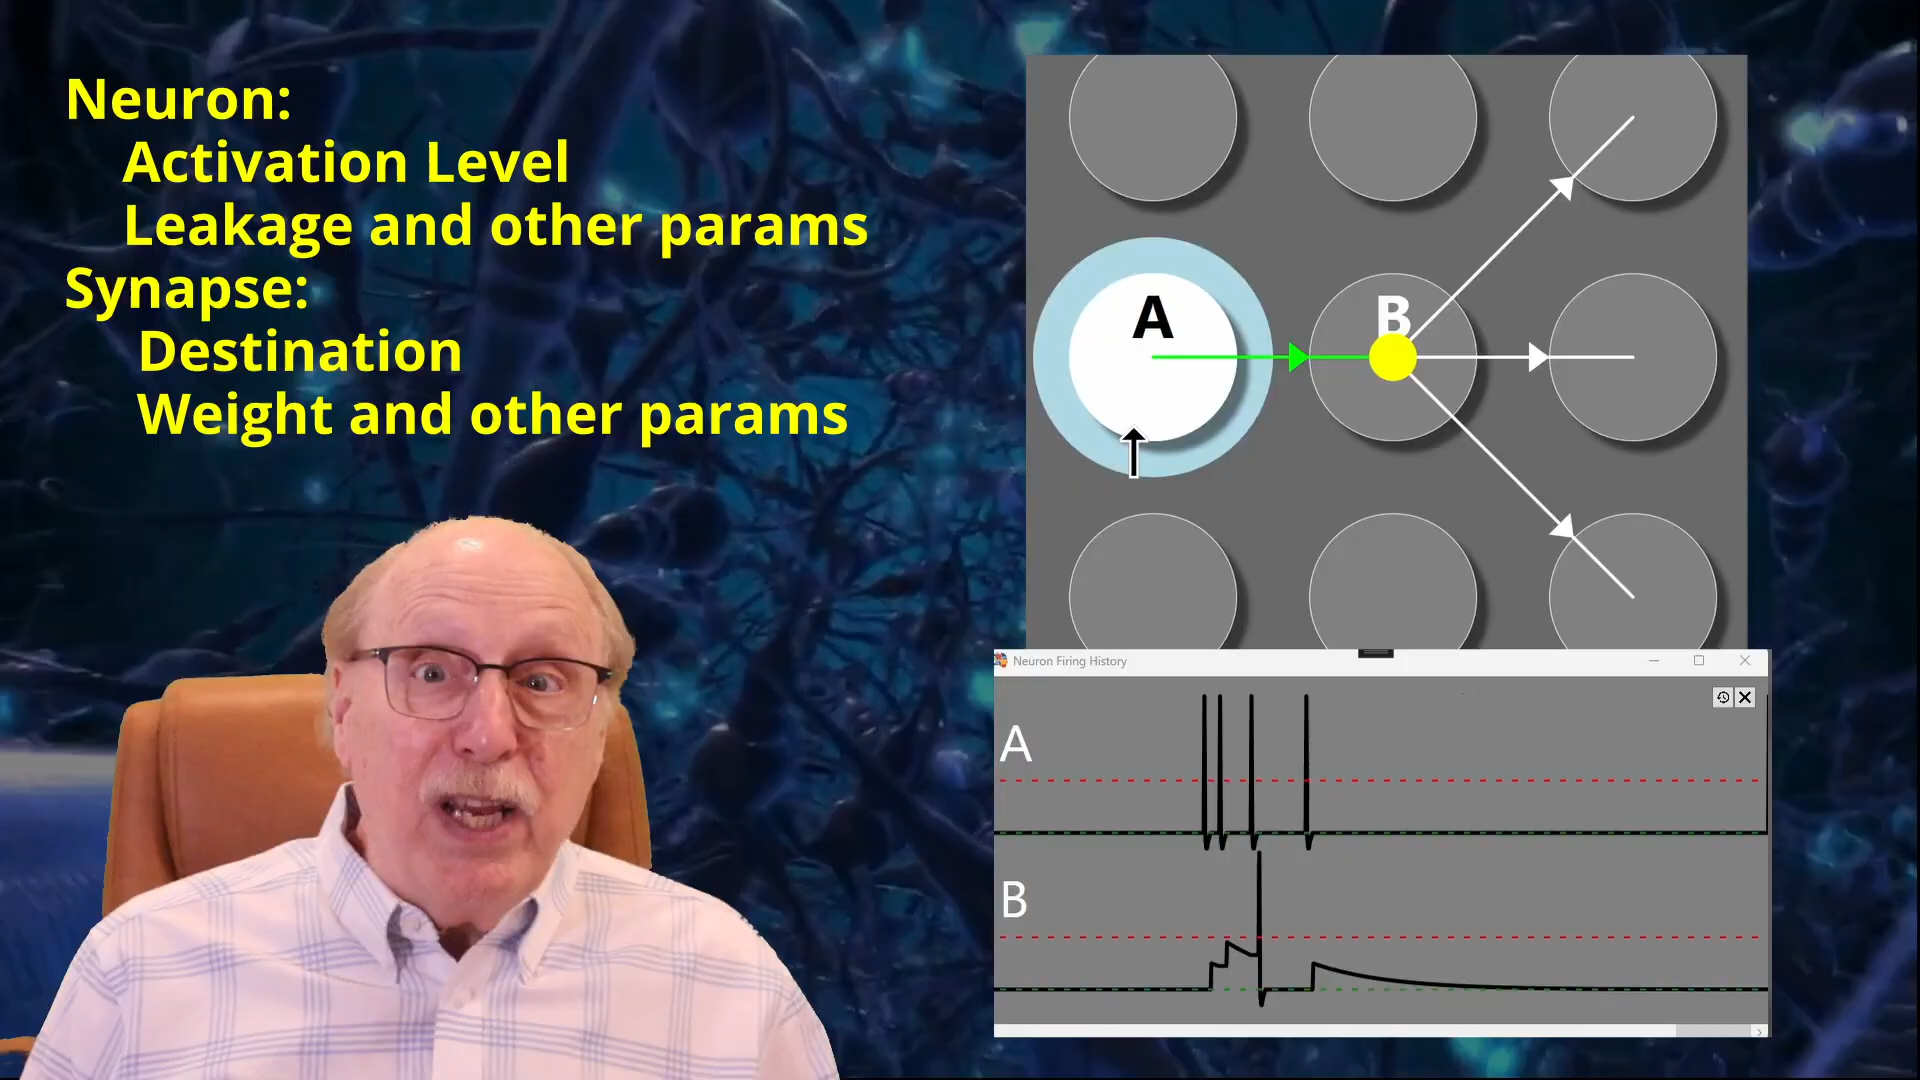 Neuron:
Activation Level
Leakage and other params
Synapse:
Destination
Weight and other params
A
B
Neuron Firing History
A
B